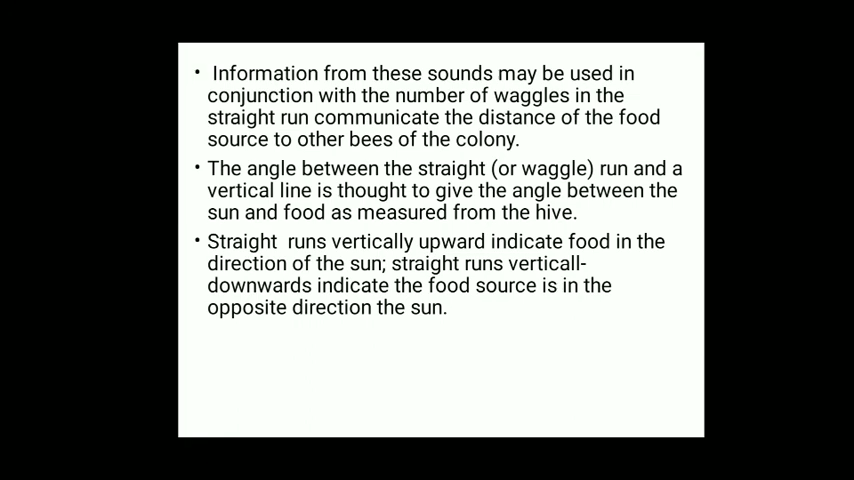 • Information from these sounds may be used in
conjunction with the number of waggles in the
straight run communicate the distance of the food
source to other bees of the colony.
• The angle between the straight (or waggle) run and a
vertical line is thought to give the angle between the
sun and food as measured from the hive.
• Straight  runs vertically upward indicate food in the
direction of the sun; straight runs verticall-
downwards indicate the food source is in the
opposite direction the sun.